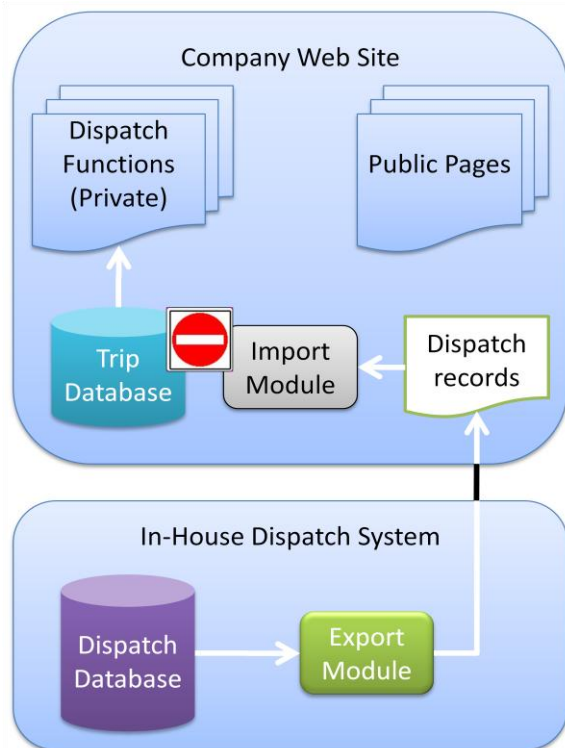 Company Web Site
Dispatch
Functions
(Private)
Public Pages
Trip
Database
Import
Module
Dispatch
records
In-House Dispatch System
Dispatch
Database
Export
Module